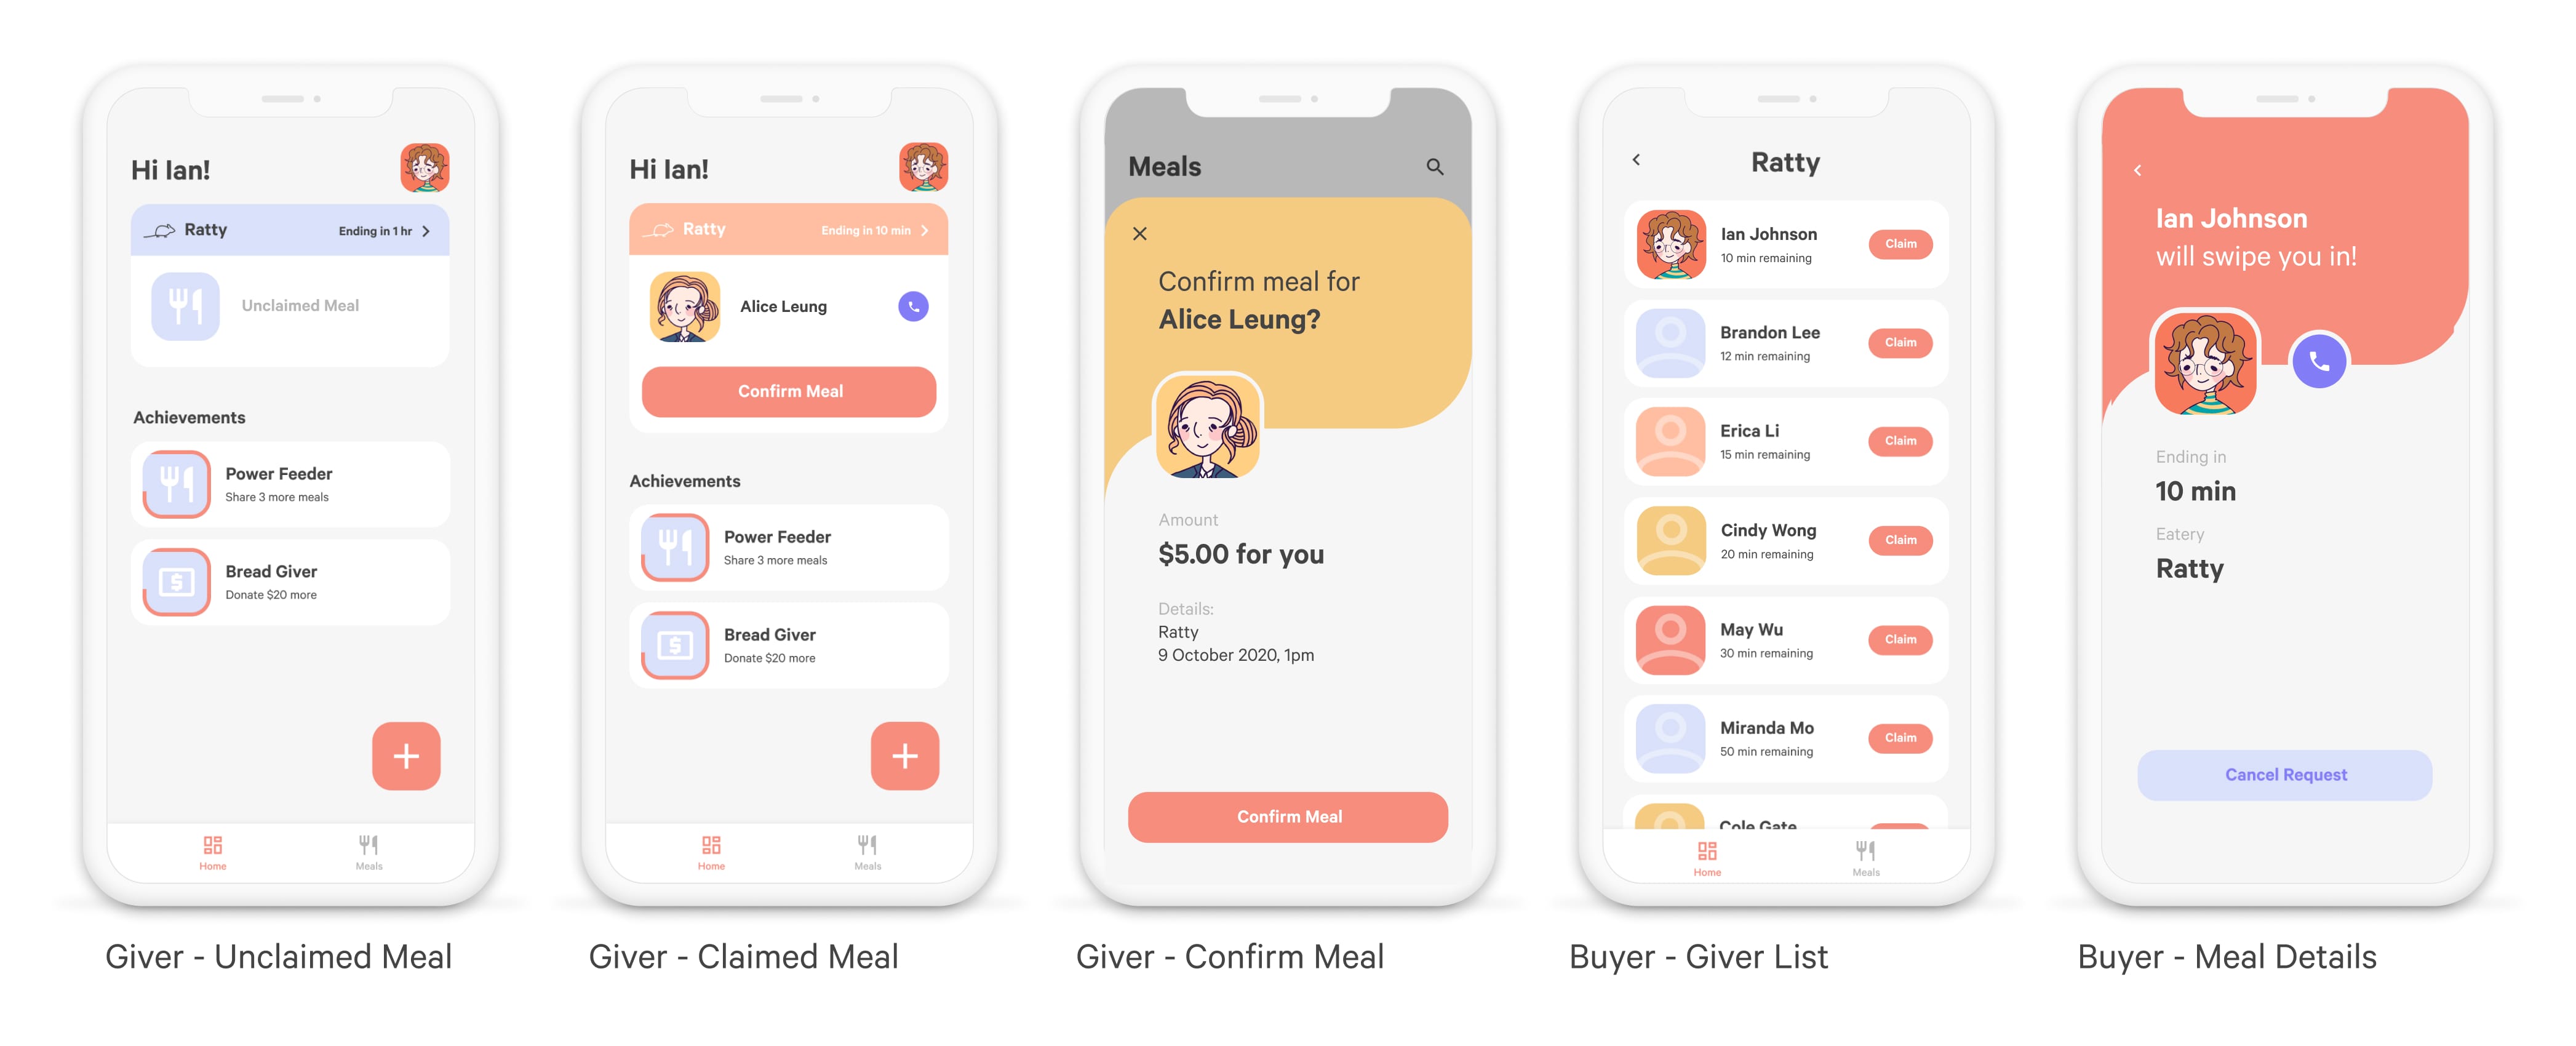 Hi Ian!
Ratty
Ending in 1 hr
Unclaimed Meal
Achievements
Power Feeder
Share 3 more meals
Bread Giver
Donate $20 more
Home
Meals
Giver - Unclaimed Meal
Hi Ian!
Ratty
Ending in 10 min
Alice Leung
Confirm Meal
Achievements
Power Feeder
Share 3 more meals
Bread Giver
Donate $20 more
Home
Meals
Giver - Claimed Meal
Meals
Confirm meal for
Alice Leung?
Amount
$5.00 for you
Details:
Ratty
9 October 2020, 1pm
Confirm Meal
Giver - Confirm Meal
Ratty
Ian Johnson
10 min remaining
Claim
Brandon Lee
12 min remaining
Claim
Erica Li
15 min remaining
Claim
Cindy Wong
20 min remaining
Claim
May Wu
30 min remaining
Claim
Miranda Mo
50 min remaining
Claim
Cole Gate
Home
Meals
Buyer - Giver List
Ian Johnson
will swipe you in!
Ending in
10 min
Eatery
Ratty
Cancel Request
Buyer - Meal Details